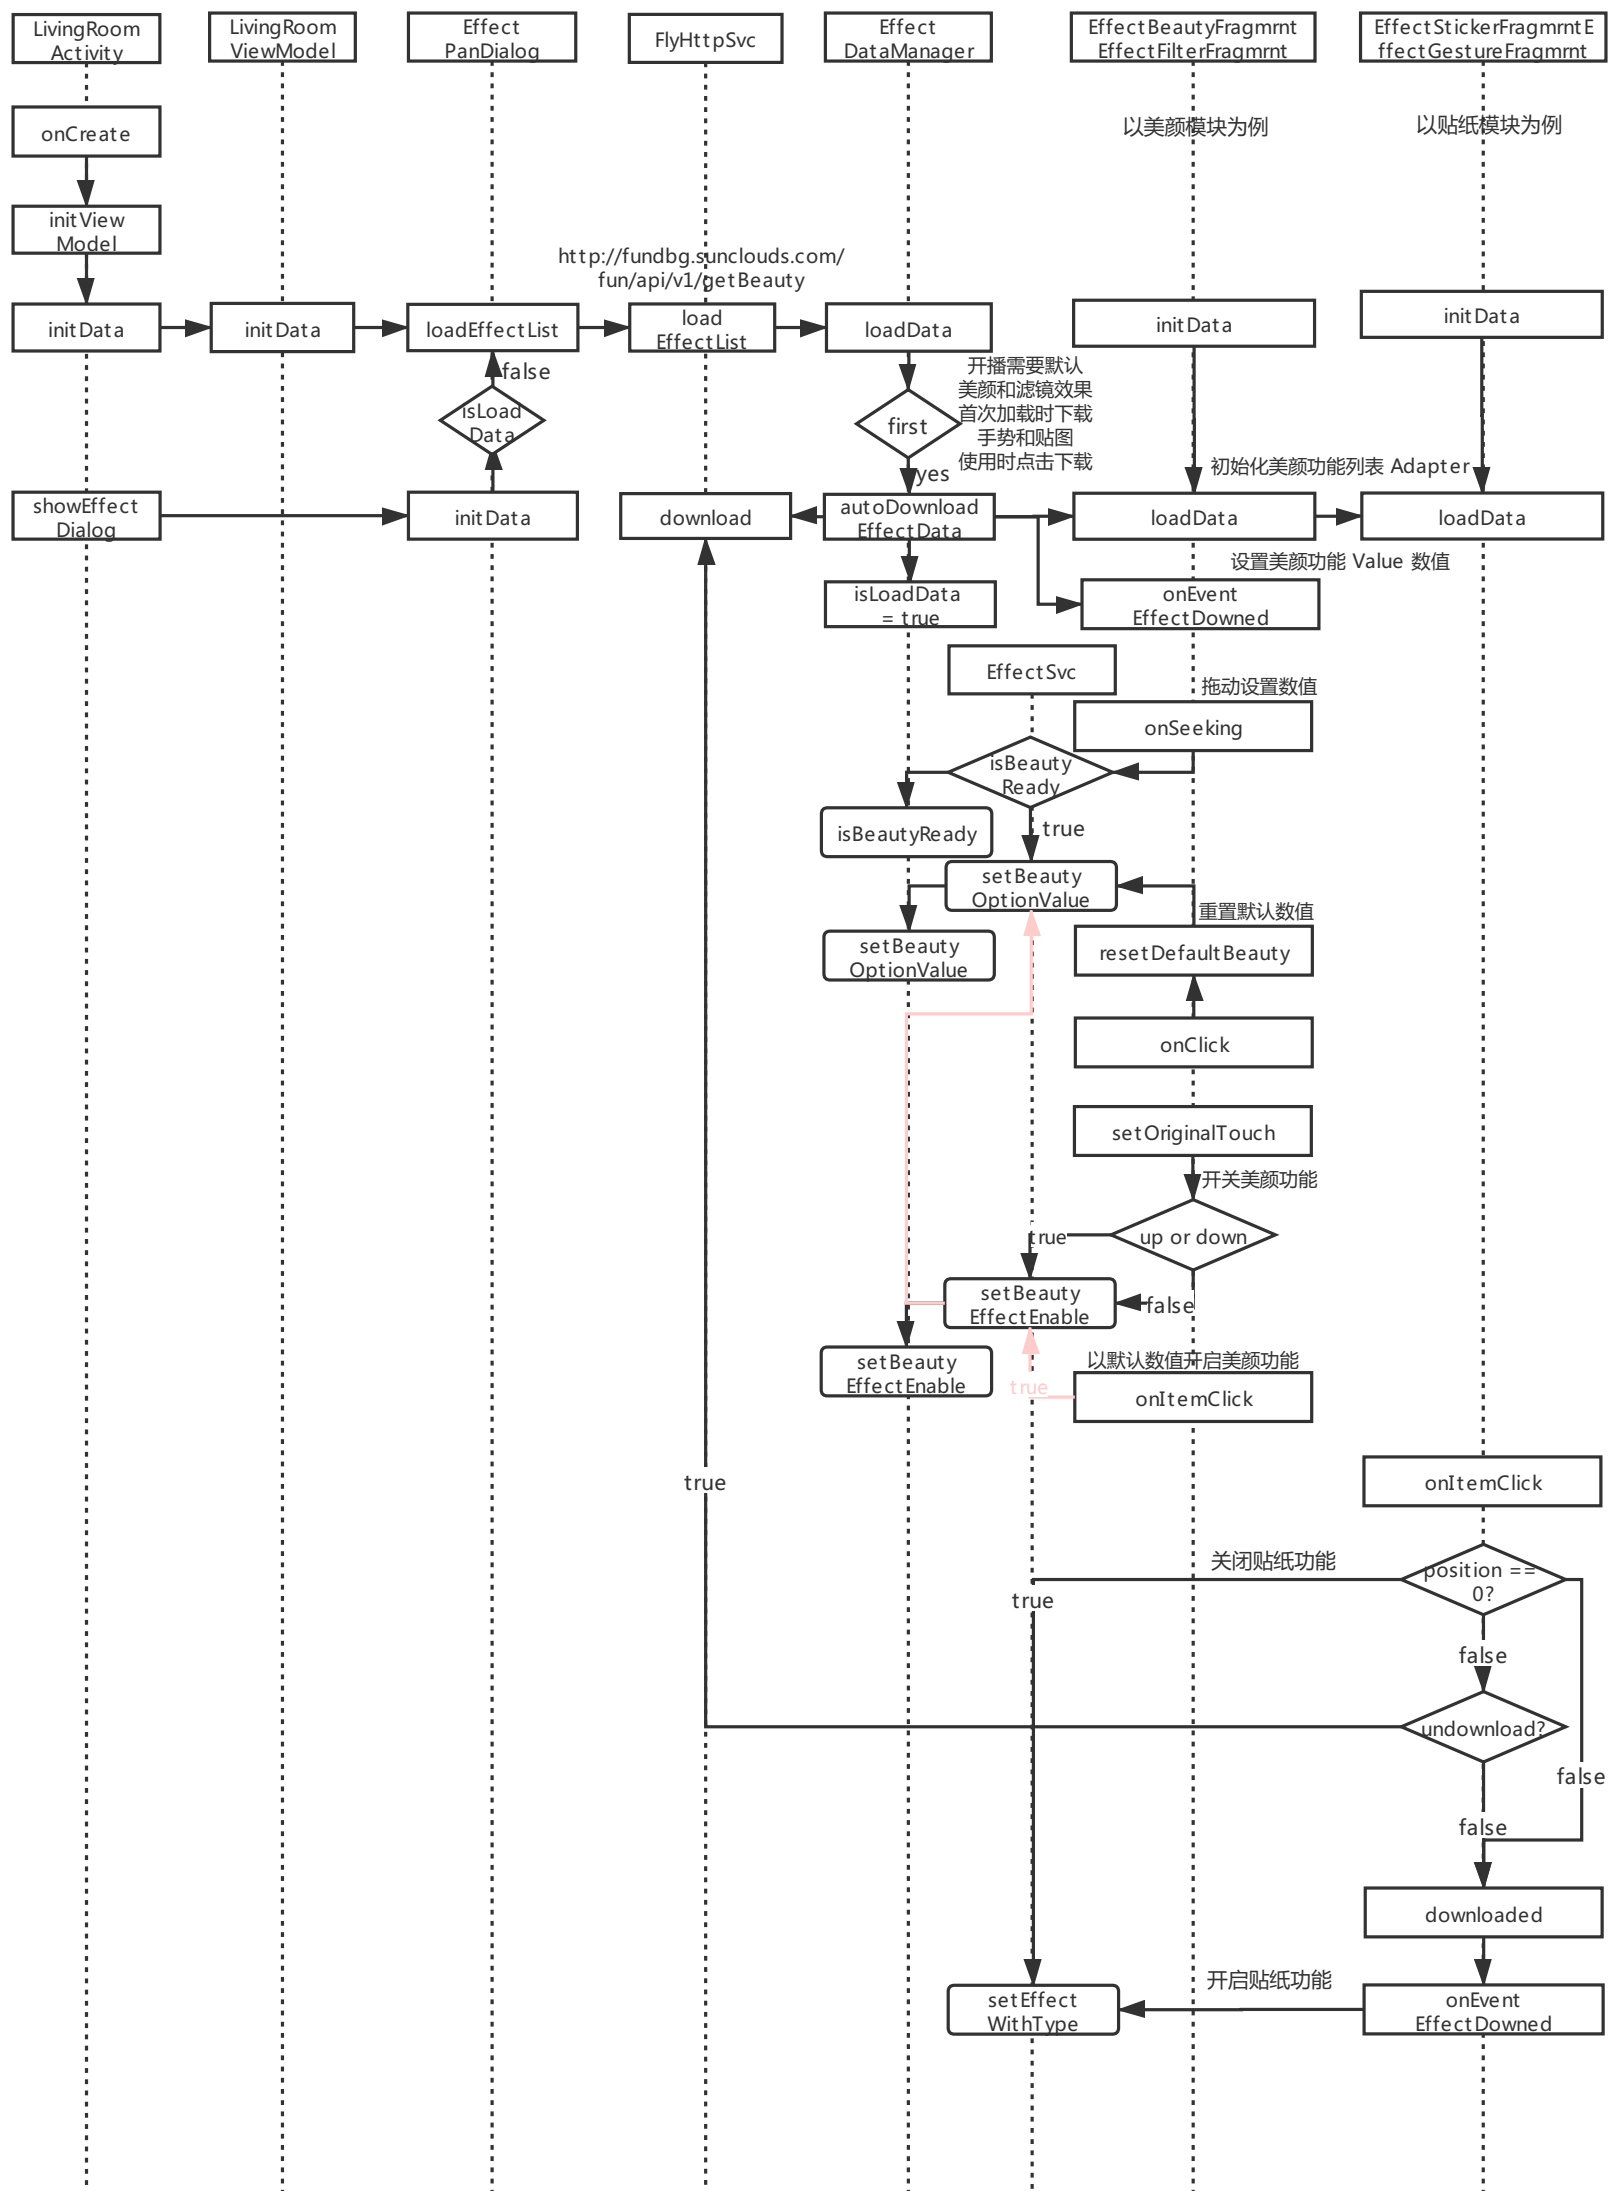 LivingRoom
Activity
LivingRoom
ViewModel
Effect
PanDialog
FlyHttpSvc
Effect
DataManager
EffectBeautyFragmrnt
EffectFilterFragmrnt
EffectStickerFragmrntE
ffectGestureFragmrnt
onCreate
以美颜模块为例
以贴纸模块为例
initView
Model
http://fundbg.sunclouds.com/
fun/api/v1/getBeauty
initData
initData
loadEffectList
load
EffectList
loadData
initData
initData
false
isLoad
Data
first
开播需要默认
美颜和滤镜效果
首次加载时下载
手势和贴图
使用时点击下载
yes
初始化美颜功能列表 Adapter
showEffect
Dialog
initData
download
autoDownload
EffectData
loadData
loadData
设置美颜功能 Value 数值
isLoadData
= true
onEvent
EffectDowned
EffectSvc
拖动设置数值
onSeeking
isBeauty
Ready
isBeautyReady
true
setBeauty
OptionValue
重置默认数值
setBeauty
OptionValue
resetDefaultBeauty
onClick
setOriginalTouch
开关美颜功能
true
up or down
setBeauty
EffectEnable
false
setBeauty
EffectEnable
以默认数值开启美颜功能
true
onItemClick
true
onItemClick
关闭贴纸功能
position ==
0?
true
false
undownload?
false
false
downloaded
开启贴纸功能
setEffect
WithType
onEvent
EffectDowned